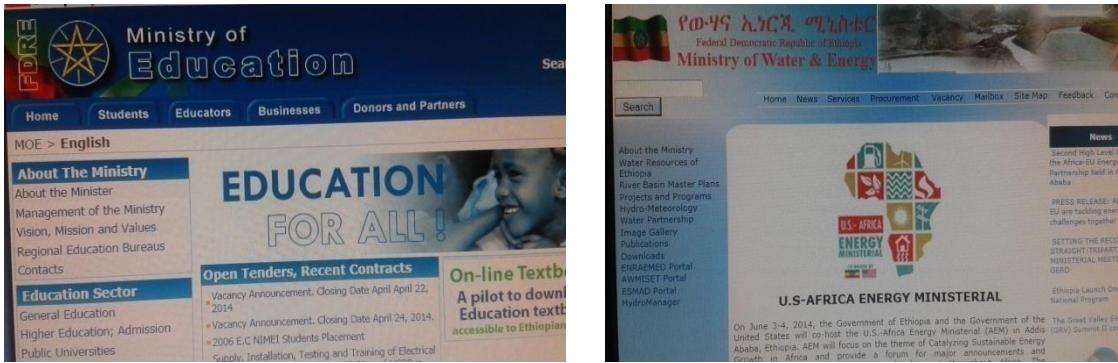 FDRE
Ministry of
Education
Home Students Educators Businesses Donors and Partners
MOE > English
About The Ministry
About the Minister
Management of the Ministry
Vision, Mission and Values
Regional Education Bureaus
Contacts
Education Sector
General Education
Higher Education; Admission
Public Universities
EDUCATION
FOR ALL!
Open Tenders, Recent Contracts
Vacancy Announcement. Closing Date April April 22,
2014
Vacancy Announcement. Closing Date April 24, 2014.
2006 E.C NIMEI Students Placement
Supply, Installation, Testing and Training of Electrical
On-line
A pilot to
Education
accessible to
የውሃና ኢነርጂ ሚኒስቴር
Federal Democratic Republic of Ethiopia
Ministry of Water & Energy
Search
Home News Services Procurement Vacancy Mailbox Site Map Feedback
About the Ministry
Water Resources of
Ethiopia
River Basin Master Plans
Projects and Programs
Hydro-Meteorology
Water Partnership
Image Gallery
Publications
Downloads
ENRAEMED Portal
AWMISET Portal
ESMAD Portal
HydroManager
U.S.- AFRICA
ENERGY
MINISTERIAL
U.S-AFRICA ENERGY MINISTERIAL
On June 3-4, 2014, the Government of Ethiopia and the Government of the
United States will co-host the U.S.-Africa Energy Ministerial (AEM) in Addis
Ababa, Ethiopia. AEM will focus on the theme of Catalyzing Sustainable Energy
Growth in Africa and provide a forum for major announcements and
News
Second High Level
the Africa-EU Energy
Partnership held in
Ababa
PRESS RELEASE:
EU are tackling
challenges together
SETTING THE
STRAIGHT:
MINISTERIAL
GERD
Ethiopia Launch
National Program
The Great Valley
(GRV) Summit